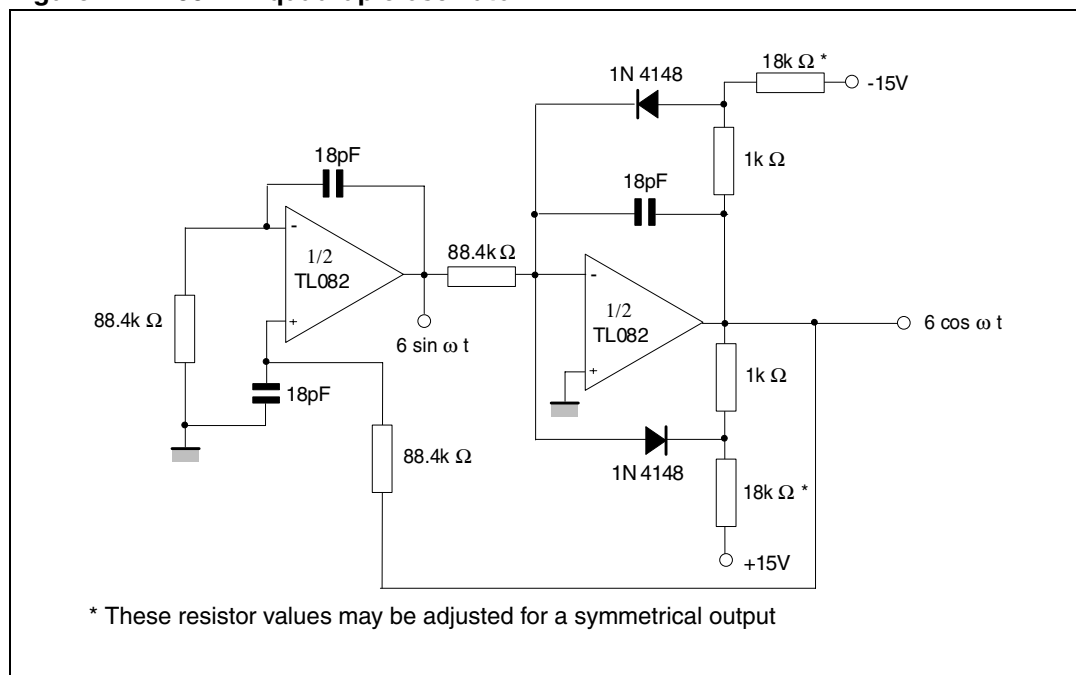 1N 4148
18k Ω *
-15V
1k Ω
18pF
18pF
-
1/2
TL082
+
88.4k Ω
88.4k Ω
6 sin ω t
18pF
88.4k Ω
-
1/2
TL082
+
6 cos ω t
1k Ω
1N 4148
18k Ω *
+15V
* These resistor values may be adjusted for a symmetrical output